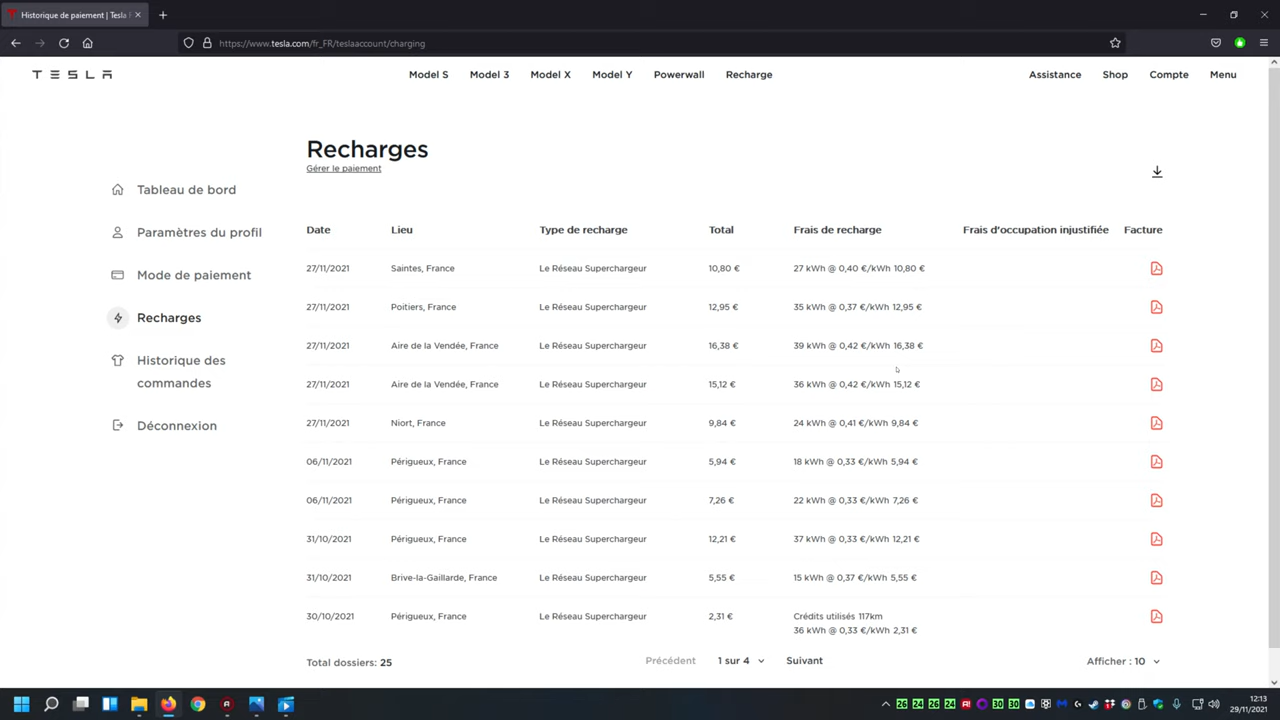 Historique de paiement | Tesla F
https://www.tesla.com/fr_FR/teslaaccount/charging
TESLA
Model S Model 3 Model X Model Y Powerwall Recharge
Assistance Shop Compte Menu
Recharges
Gérer le paiement
Tableau de bord
Paramètres du profil
Mode de paiement
Recharges
Historique des
commandes
Déconnexion
Date Lieu Type de recharge Total Frais de recharge Frais d'occupation injustifiée Facture
27/11/2021 Saintes, France Le Réseau Superchargeur 10,80 € 27 kWh @ 0,40 €/kWh 10,80 €
27/11/2021 Poitiers, France Le Réseau Superchargeur 12,95 € 35 kWh @ 0,37 €/kWh 12,95 €
27/11/2021 Aire de la Vendée, France Le Réseau Superchargeur 16,38 € 39 kWh @ 0,42 €/kWh 16,38 €
27/11/2021 Aire de la Vendée, France Le Réseau Superchargeur 15,12 € 36 kWh @ 0,42 €/kWh 15,12 €
27/11/2021 Niort, France Le Réseau Superchargeur 9,84 € 24 kWh @ 0,41 €/kWh 9,84 €
06/11/2021 Périgueux, France Le Réseau Superchargeur 5,94 € 18 kWh @ 0,33 €/kWh 5,94 €
06/11/2021 Périgueux, France Le Réseau Superchargeur 7,26 € 22 kWh @ 0,33 €/kWh 7,26 €
31/10/2021 Périgueux, France Le Réseau Superchargeur 12,21 € 37 kWh @ 0,33 €/kWh 12,21 €
31/10/2021 Brive-la-Gaillarde, France Le Réseau Superchargeur 5,55 € 15 kWh @ 0,37 €/kWh 5,55 €
30/10/2021 Périgueux, France Le Réseau Superchargeur 2,31 € Crédits utilisés 117km
36 kWh @ 0,33 €/kWh 2,31 €
Total dossiers: 25 Précédent 1 sur 4 Suivant Afficher : 10
26 24 26 24 30 30
12:13
29/11/2021